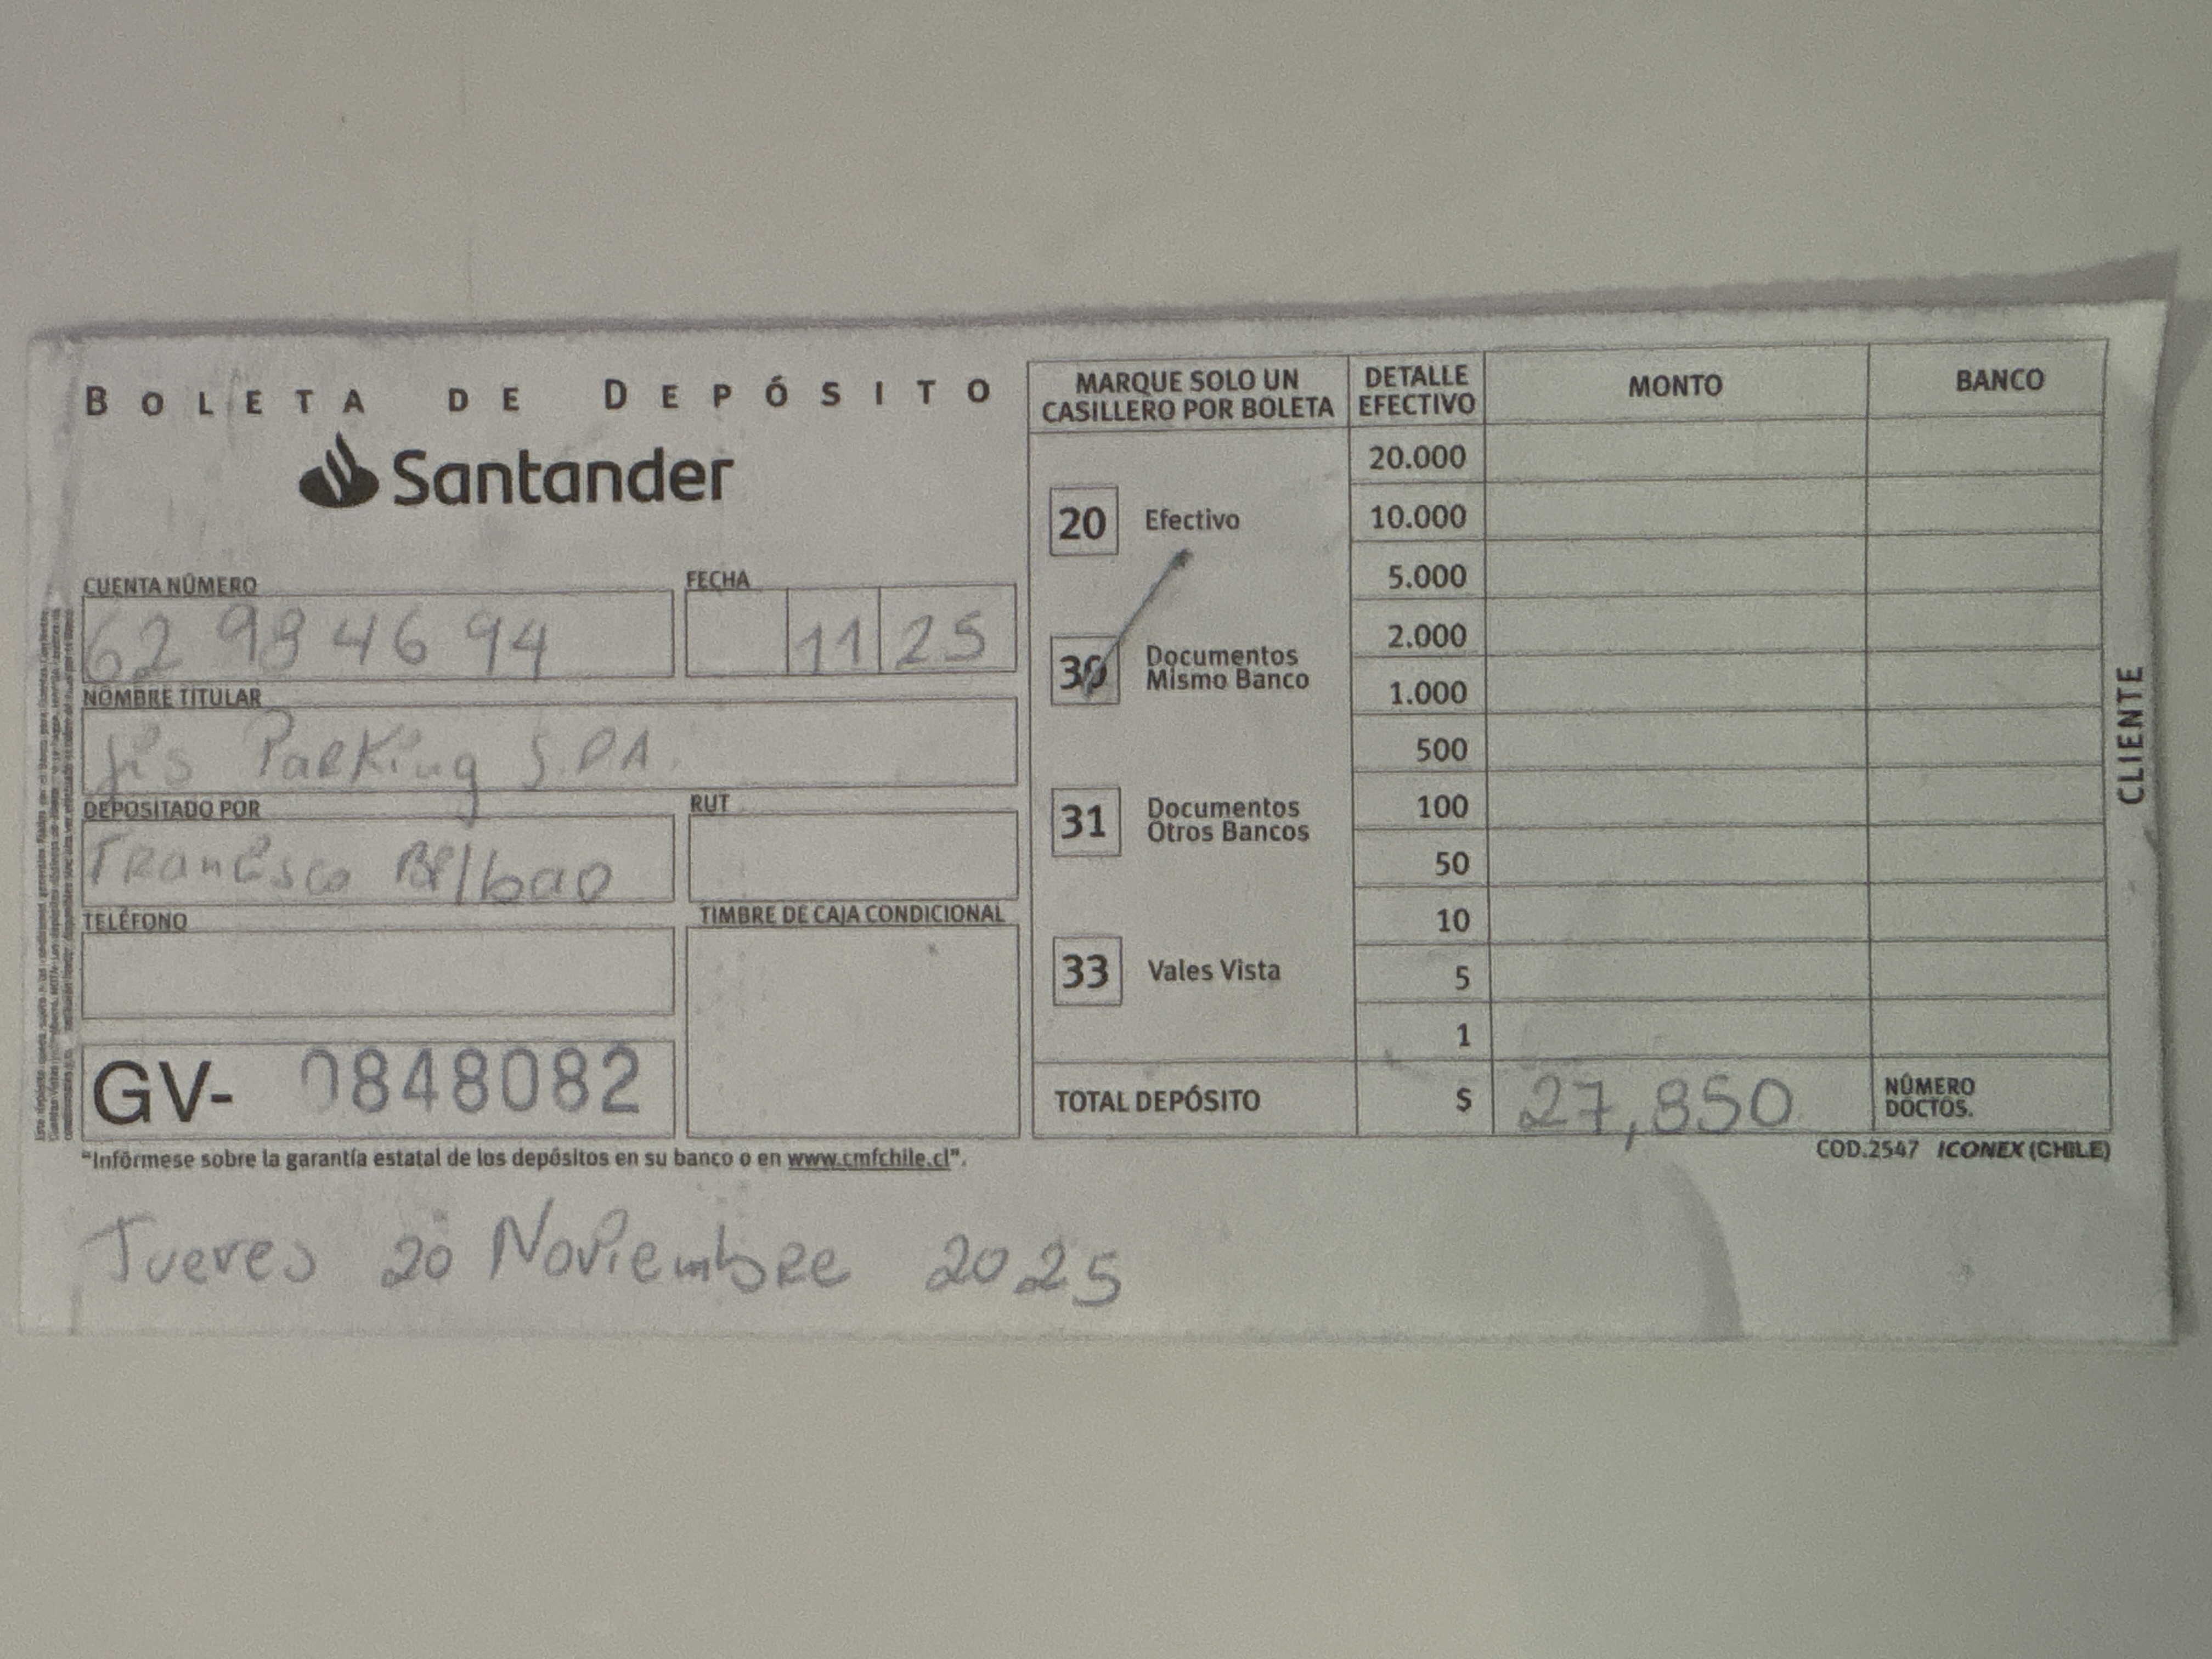 BOLETA DE DEPÓSITO
Santander
CUENTA NÚMERO
62 98 46 94
FECHA
11 25
NOMBRE TITULAR
Jis Parking S.P.A.
DEPOSITADO POR
Francisco Bilbao
RUT
TELÉFONO
TIMBRE DE CAJA CONDICIONAL
GV- 0848082
"Infórmese sobre la garantía estatal de los depósitos en su banco o en www.cmfchile.cl".
MARQUE SOLO UN
CASILLERO POR BOLETA
20 Efectivo
30 Documentos
Mismo Banco
31 Documentos
Otros Bancos
33 Vales Vista
DETALLE
EFECTIVO
MONTO
BANCO
20.000
10.000
5.000
2.000
1.000
500
100
50
10
5
1
TOTAL DEPÓSITO $ 27,850
NÚMERO
DOCTOS.
COD.2547 ICONEX (CHILE)
CLIENTE
Jueves 20 Noviembre 2025